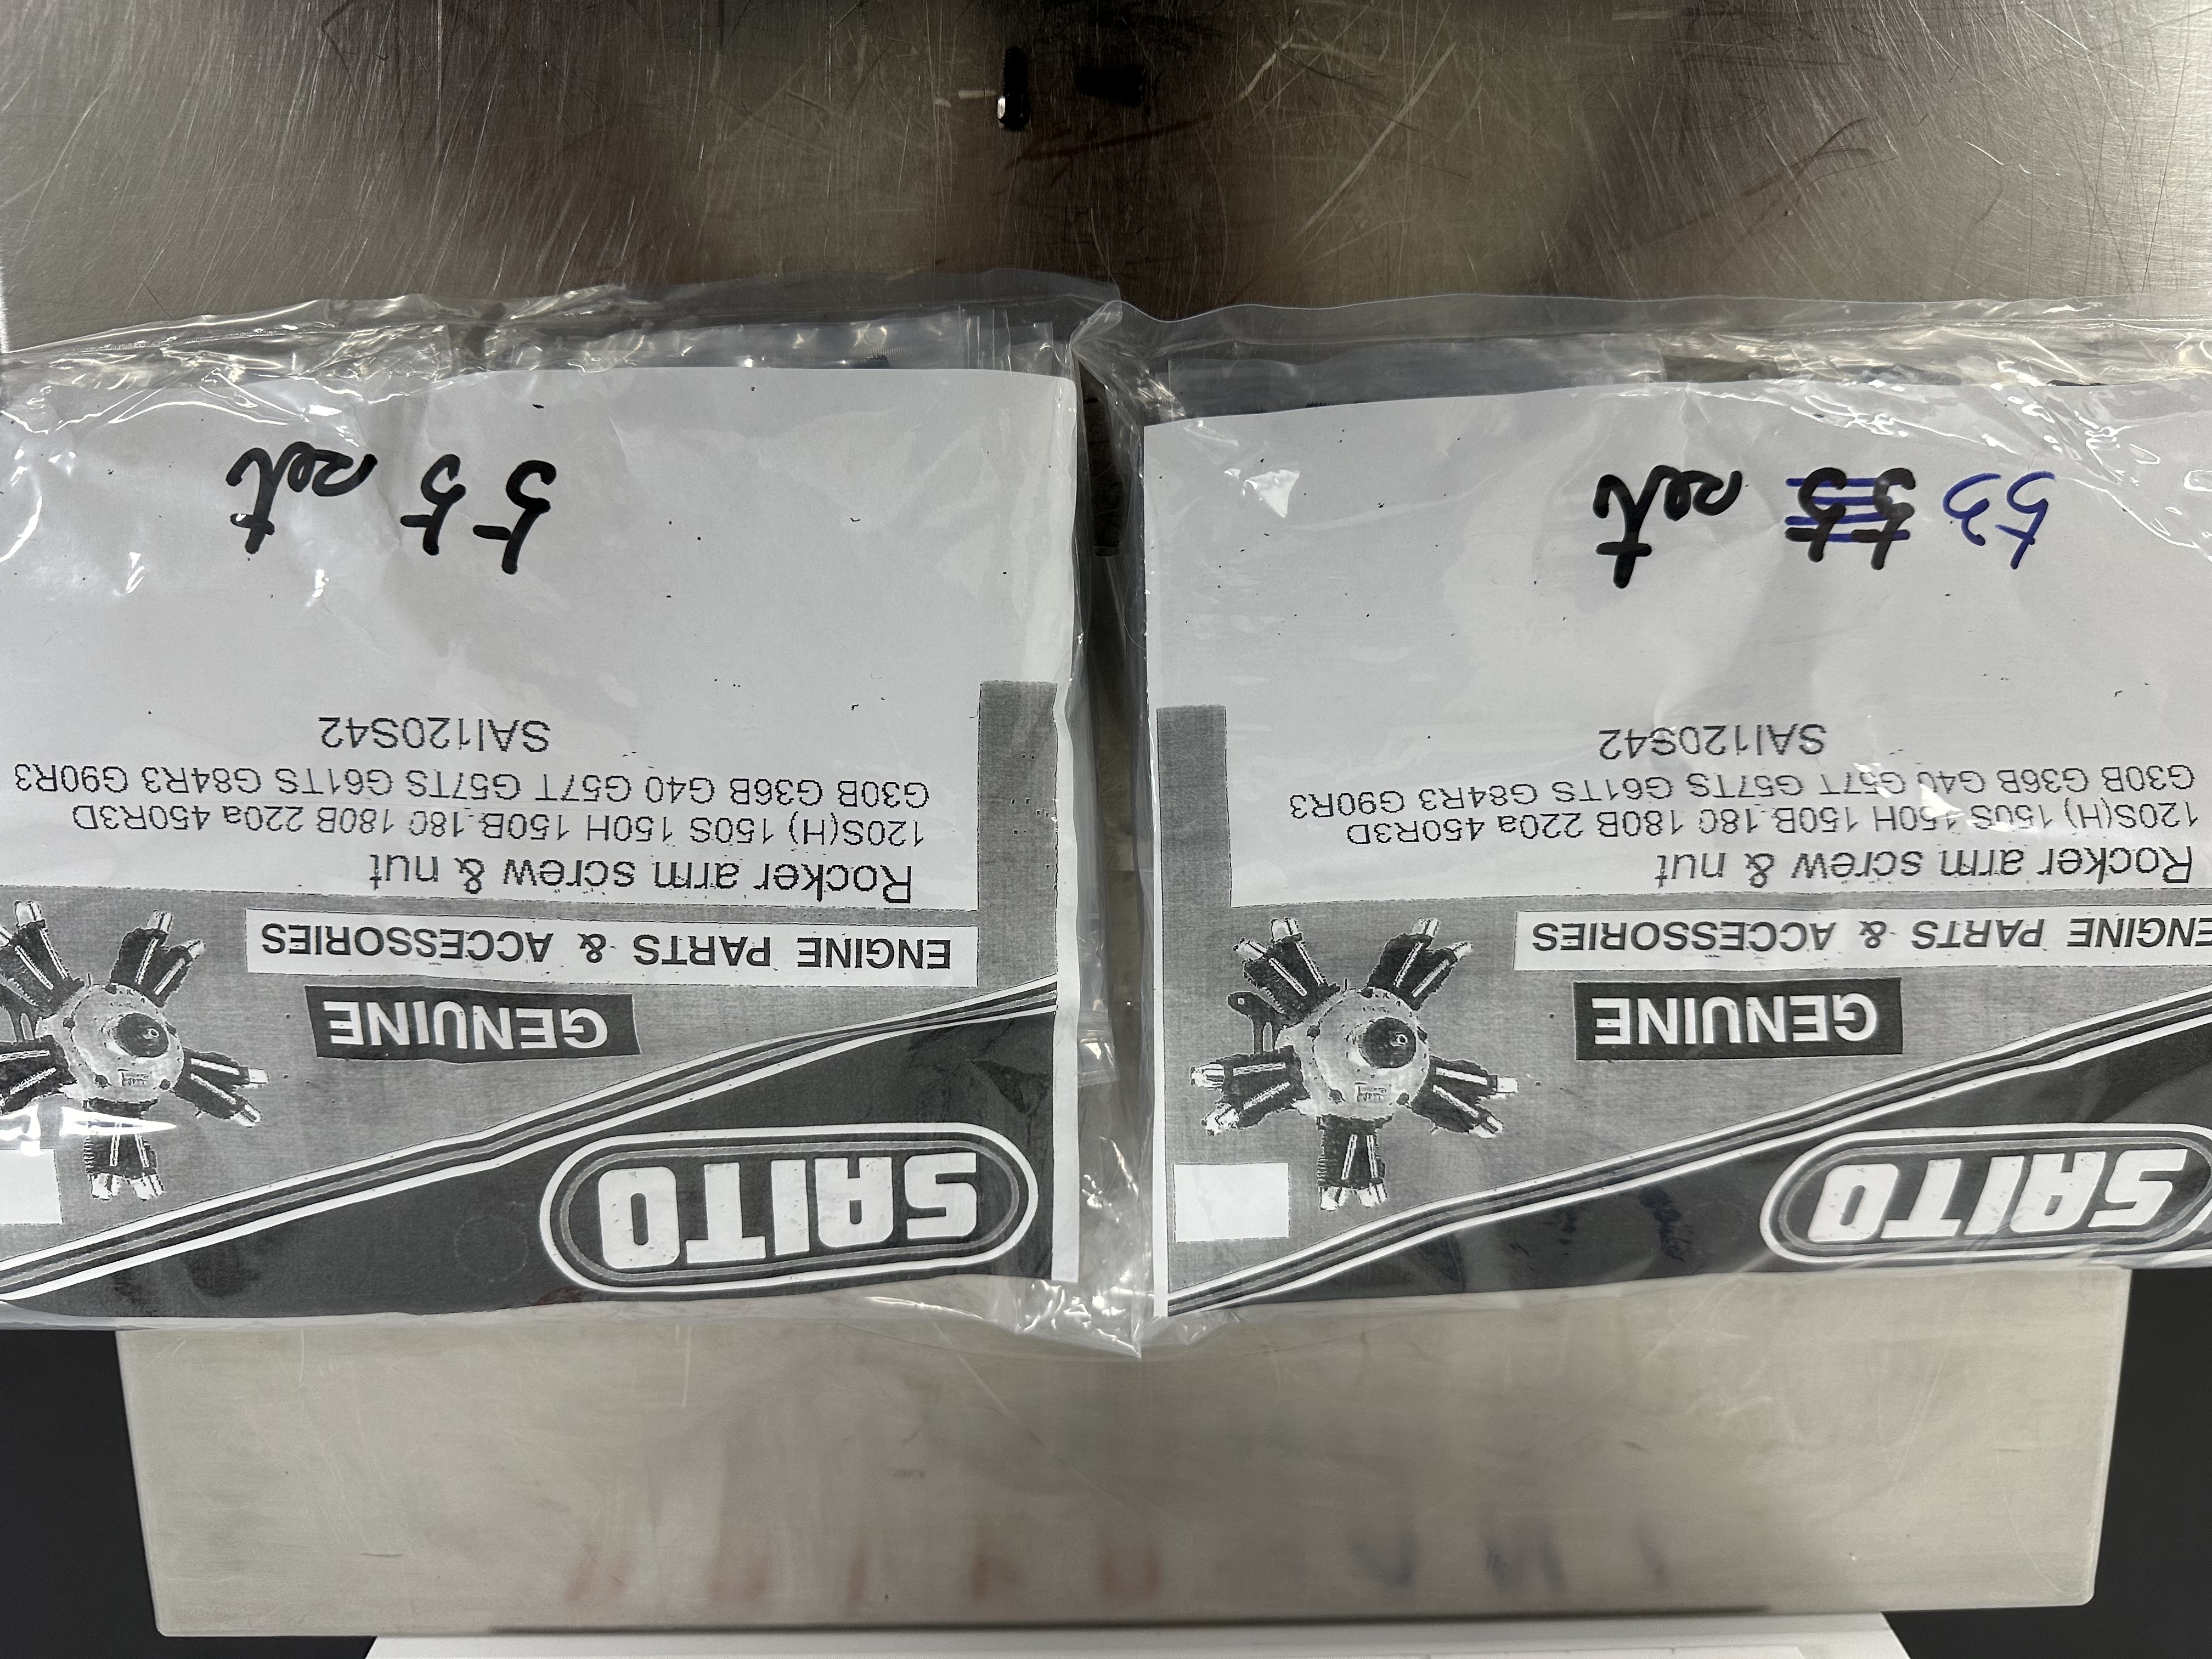 SAITO
GENUINE
ENGINE PARTS & ACCESSORIES
Rocker arm screw & nut
120S(H) 150S 150H 150B.180 180B 220a 450R3D
G30B G36B G40 G57T G57TS G61TS G84R3 G90R3
SAI120S42
53 55 set
SAITO
GENUINE
ENGINE PARTS & ACCESSORIES
Rocker arm screw & nut
120S(H) 150S 150H 150B.180 180B 220a 450R3D
G30B G36B G40 G57T G57TS G61TS G84R3 G90R3
SAI120S42
55 set